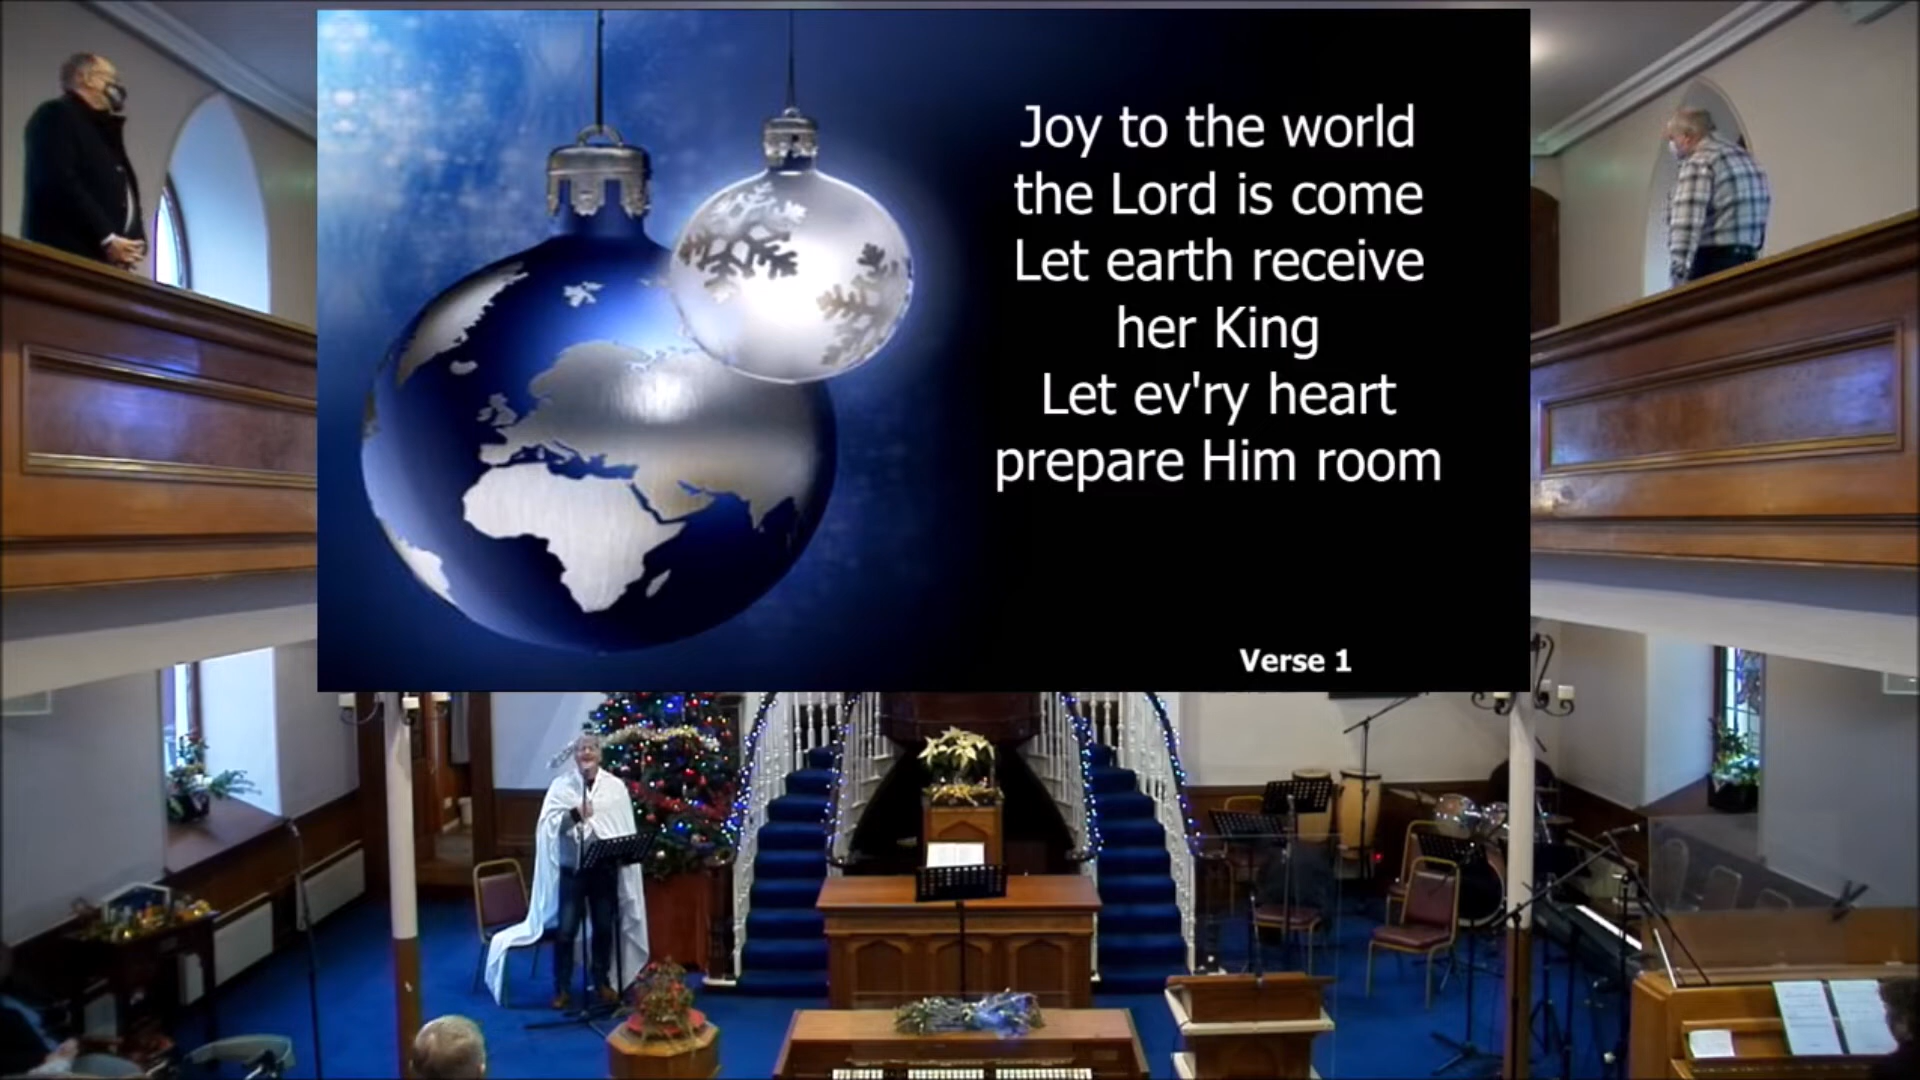 Joy to the world
the Lord is come
Let earth receive
her King
Let ev'ry heart
prepare Him room
Verse 1